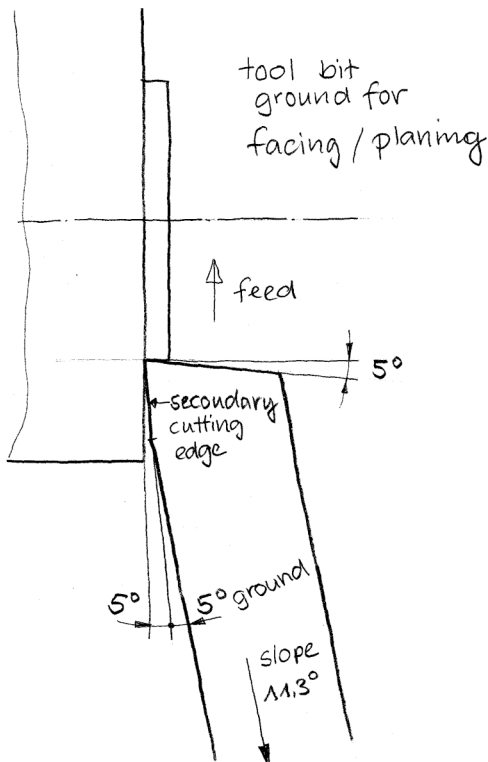 tool bit
ground for
facing / planing
feed
5°
secondary
cutting
edge
5°
5° ground
slope
11,3°